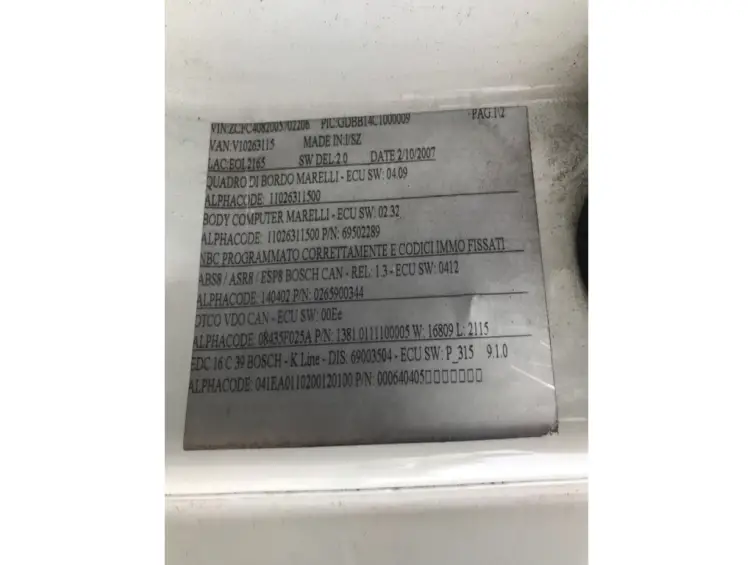 VIN:ZCFC4082005702206 PIC:GDBB14C1000009 PAG.1/2
VAN:V10263115 MADE IN:I/SZ
LAC:EOL2165 SW DEL:2.0 DATE 2/10/2007
QUADRO DI BORDO MARELLI - ECU SW: 04.09
ALPHACODE: 11026311500
BODY COMPUTER MARELLI - ECU SW: 02.32
ALPHACODE: 11026311500 P/N: 69502289
NBC PROGRAMMATO CORRETTAMENTE E CODICI IMMO FISSATI
ABS8 / ASR8 / ESP8 BOSCH CAN - REL: 1.3 - ECU SW: 0412
ALPHACODE: 140402 P/N: 0265900344
DTCO VDO CAN - ECU SW: 00Ee
ALPHACODE: 08435F025A P/N: 1381.0111100005 W: 16809 L: 2115
EDC 16 C 39 BOSCH - K Line - DIS: 69003504 - ECU SW: P_315 9.1.0
ALPHACODE: 041EA0110200120100 P/N: 000640405▯▯▯▯▯▯▯